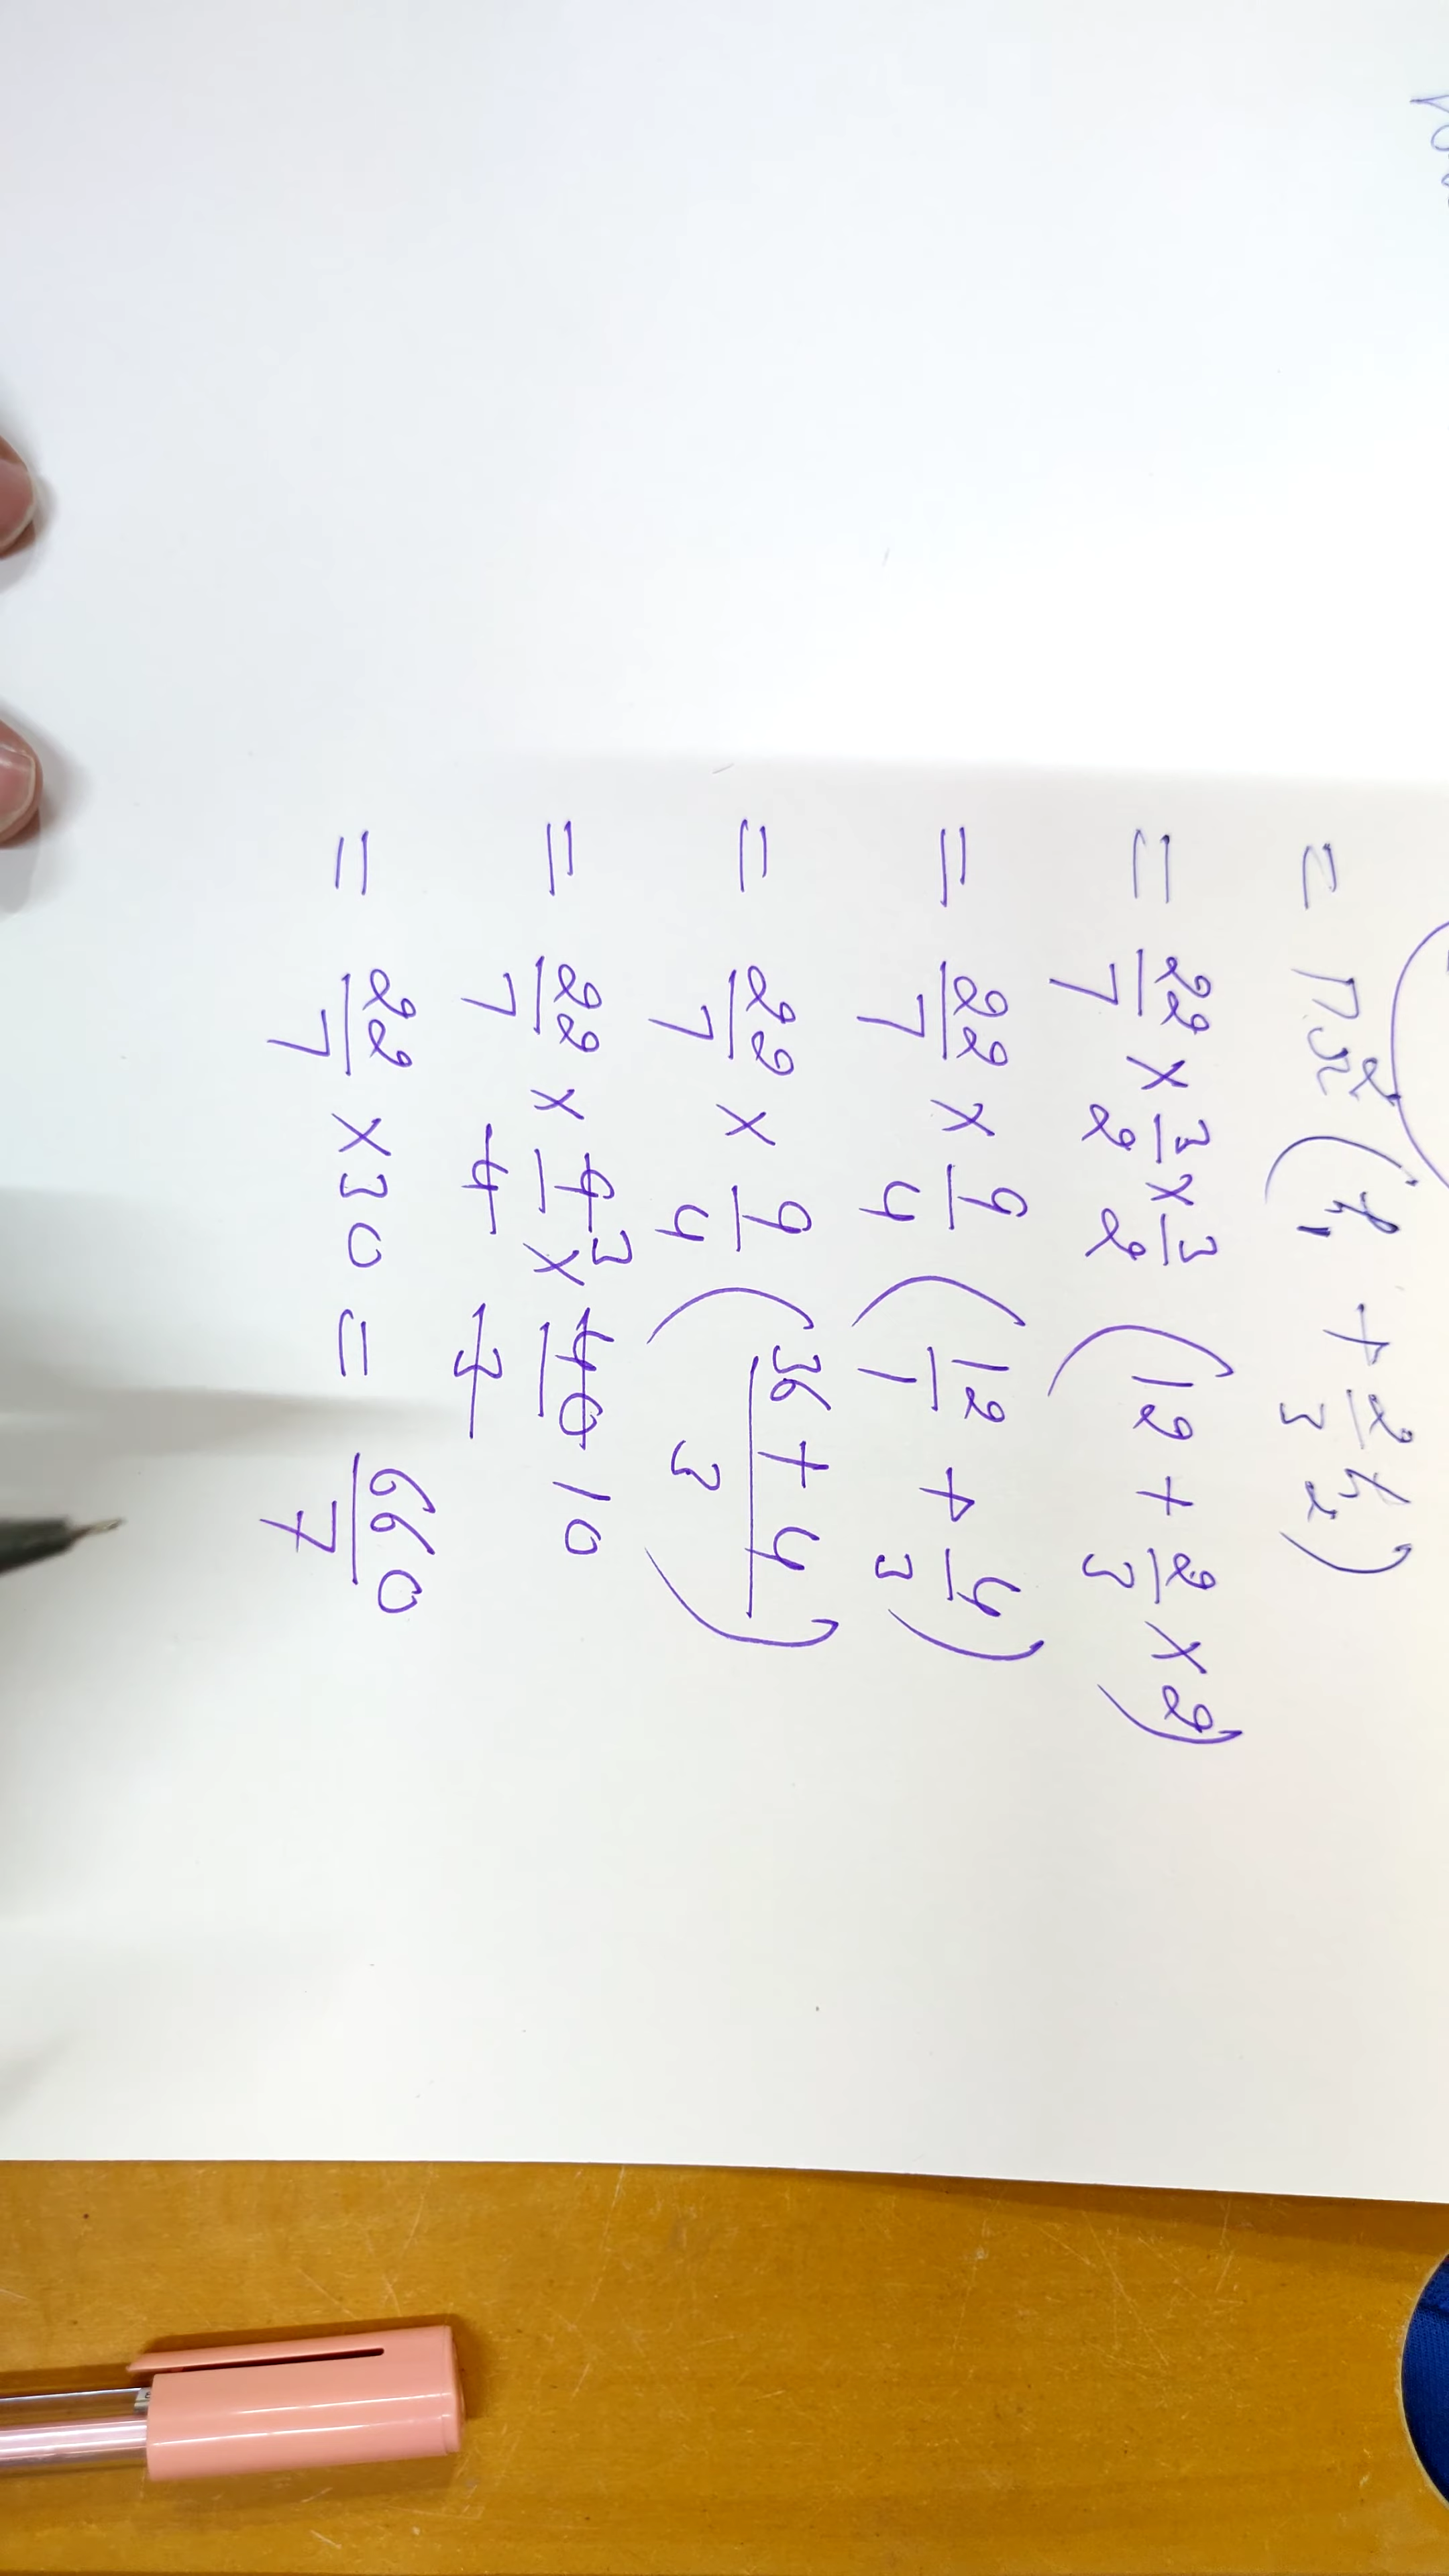 = πr² (h₁ + 2/3 h₂)
= 22/7 × 3/2 × 3/2 (12 + 2/3 × 2)
= 22/7 × 9/4 (12/1 + 4/3)
= 22/7 × 9/4 (36 + 4/3)
= 22/7 × 9/4 3 × 40/3 10
= 22/7 × 30 = 660/7